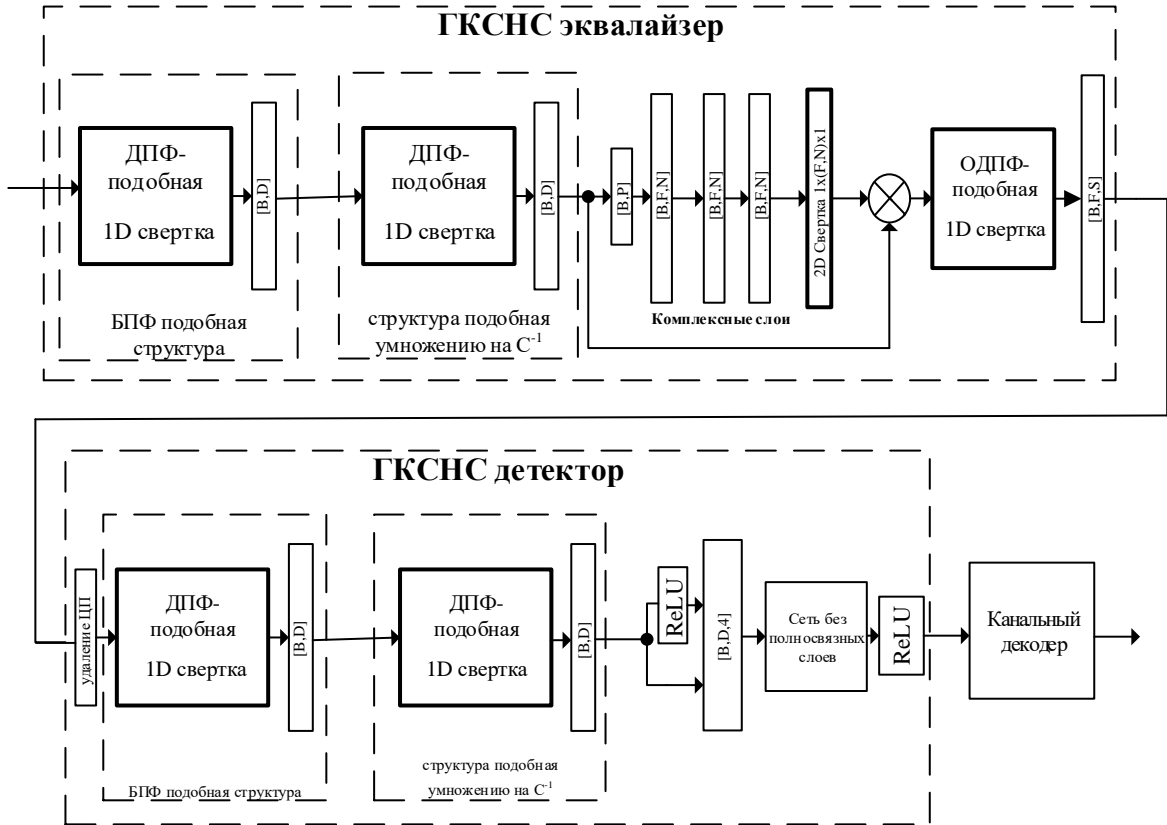 ГКСНС эквалайзер
ДПФ-
подобная
1D свертка
[B,D]
БПФ подобная
структура
ДПФ-
подобная
1D свертка
[B,D]
структура подобная
умножению на C⁻¹
[B,P]
[B,F,N]
[B,F,N]
[B,F,N]
2D Свертка 1x(F,N)x1
Комплексные слои
ОДПФ-
подобная
1D свертка
[B,F,S]
ГКСНС детектор
удаление ЦП
ДПФ-
подобная
1D свертка
[B,D]
БПФ подобная структура
ДПФ-
подобная
1D свертка
[B,D]
структура подобная
умножению на C⁻¹
ReLU
[B,D,4]
Сеть без
полносвязных
слоев
ReLU
Канальный
декодер